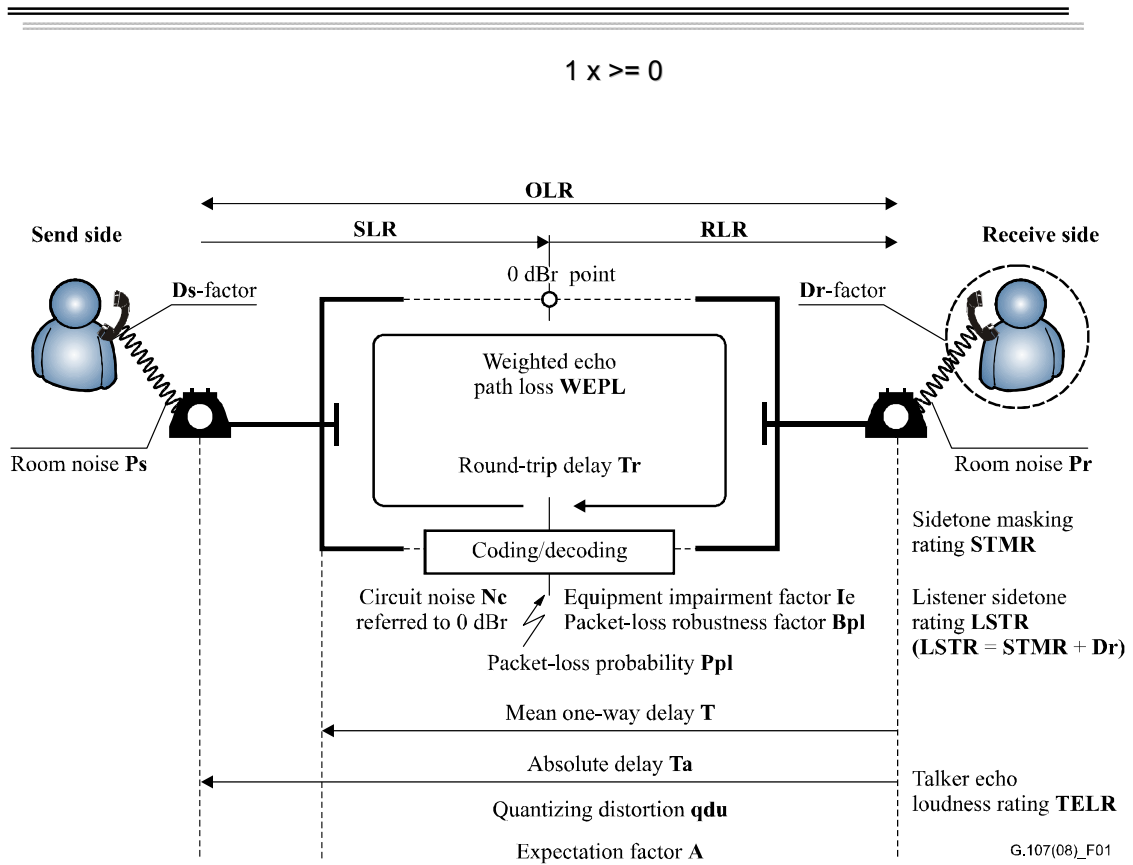 1 x >= 0
OLR
Send side
SLR
RLR
Receive side
0 dBr point
Ds-factor
Dr-factor
Weighted echo
path loss WEPL
Room noise Ps
Round-trip delay Tr
Room noise Pr
Sidetone masking
rating STMR
Coding/decoding
Circuit noise Nc
referred to 0 dBr
Equipment impairment factor Ie
Packet-loss robustness factor Bpl
Listener sidetone
rating LSTR
(LSTR = STMR + Dr)
Packet-loss probability Ppl
Mean one-way delay T
Absolute delay Ta
Talker echo
loudness rating TELR
Quantizing distortion qdu
Expectation factor A
G.107(08)_F01